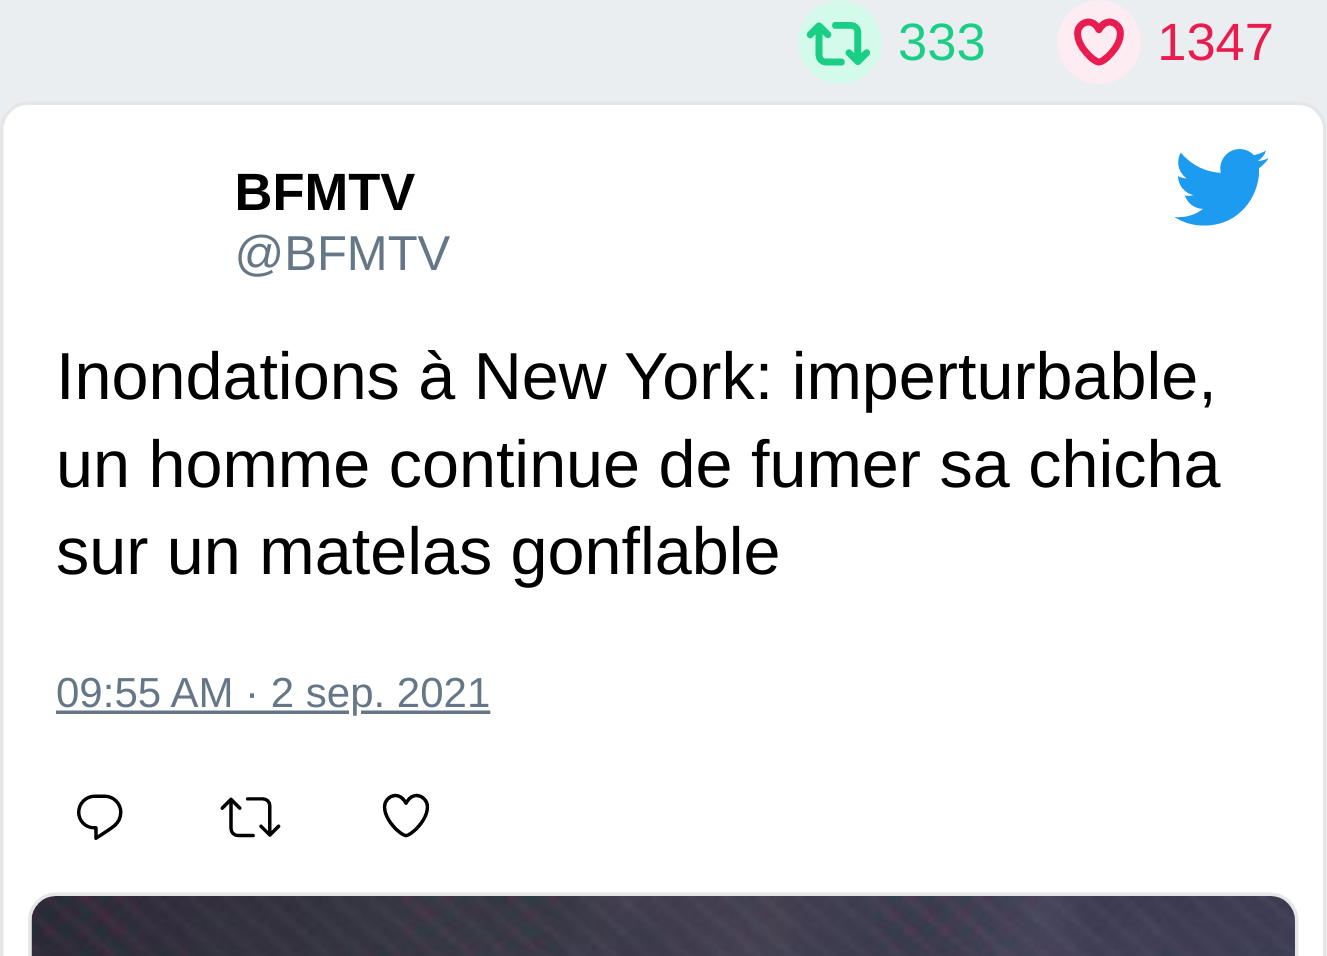 333 1347
BFMTV
@BFMTV
Inondations à New York: imperturbable,
un homme continue de fumer sa chicha
sur un matelas gonflable
09:55 AM · 2 sep. 2021